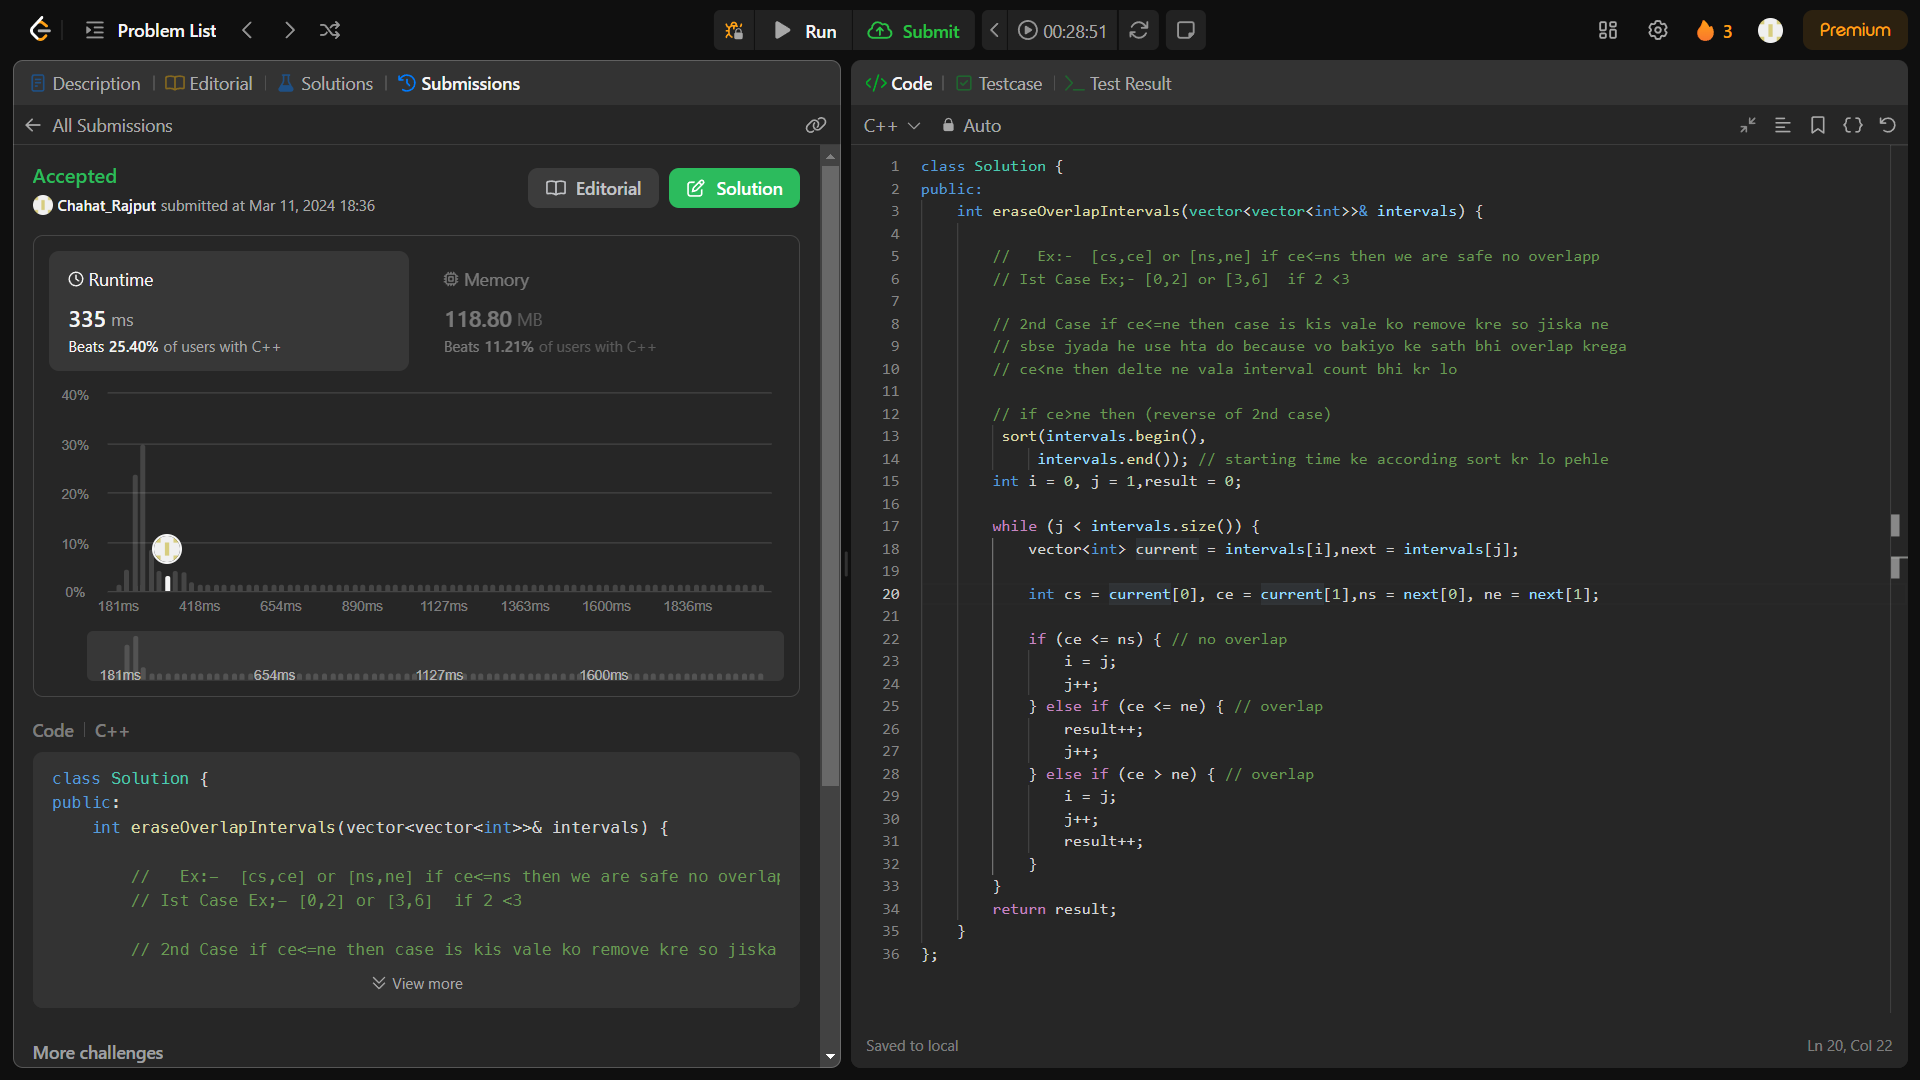 Problem List
Run
Submit
00:28:51
3
Premium
Description
Editorial
Solutions
Submissions
All Submissions
Accepted
Chahat_Rajput submitted at Mar 11, 2024 18:36
Editorial
Solution
Runtime
335 ms
Beats 25.40% of users with C++
Memory
118.80 MB
Beats 11.21% of users with C++
40%
30%
20%
10%
0%
181ms 418ms 654ms 890ms 1127ms 1363ms 1600ms 1836ms
181ms 654ms 1127ms 1600ms
Code C++
class Solution {
public:
    int eraseOverlapIntervals(vector<vector<int>>& intervals) {
        //   Ex:-  [cs,ce] or [ns,ne] if ce<=ns then we are safe no overlap
        // Ist Case Ex;- [0,2] or [3,6]  if 2 <3
        // 2nd Case if ce<=ne then case is kis vale ko remove kre so jiska
View more
More challenges
</> Code
Testcase
Test Result
C++
Auto
1 class Solution {
2 public:
3     int eraseOverlapIntervals(vector<vector<int>>& intervals) {
4
5         //   Ex:-  [cs,ce] or [ns,ne] if ce<=ns then we are safe no overlapp
6         // Ist Case Ex;- [0,2] or [3,6]  if 2 <3
7
8         // 2nd Case if ce<=ne then case is kis vale ko remove kre so jiska ne
9         // sbse jyada he use hta do because vo bakiyo ke sath bhi overlap krega
10         // ce<ne then delte ne vala interval count bhi kr lo
11
12         // if ce>ne then (reverse of 2nd case)
13          sort(intervals.begin(),
14              intervals.end()); // starting time ke according sort kr lo pehle
15         int i = 0, j = 1,result = 0;
16
17         while (j < intervals.size()) {
18             vector<int> current = intervals[i],next = intervals[j];
19
20             int cs = current[0], ce = current[1],ns = next[0], ne = next[1];
21
22             if (ce <= ns) { // no overlap
23                 i = j;
24                 j++;
25             } else if (ce <= ne) { // overlap
26                 result++;
27                 j++;
28             } else if (ce > ne) { // overlap
29                 i = j;
30                 j++;
31                 result++;
32             }
33         }
34         return result;
35     }
36 };
Saved to local
Ln 20, Col 22